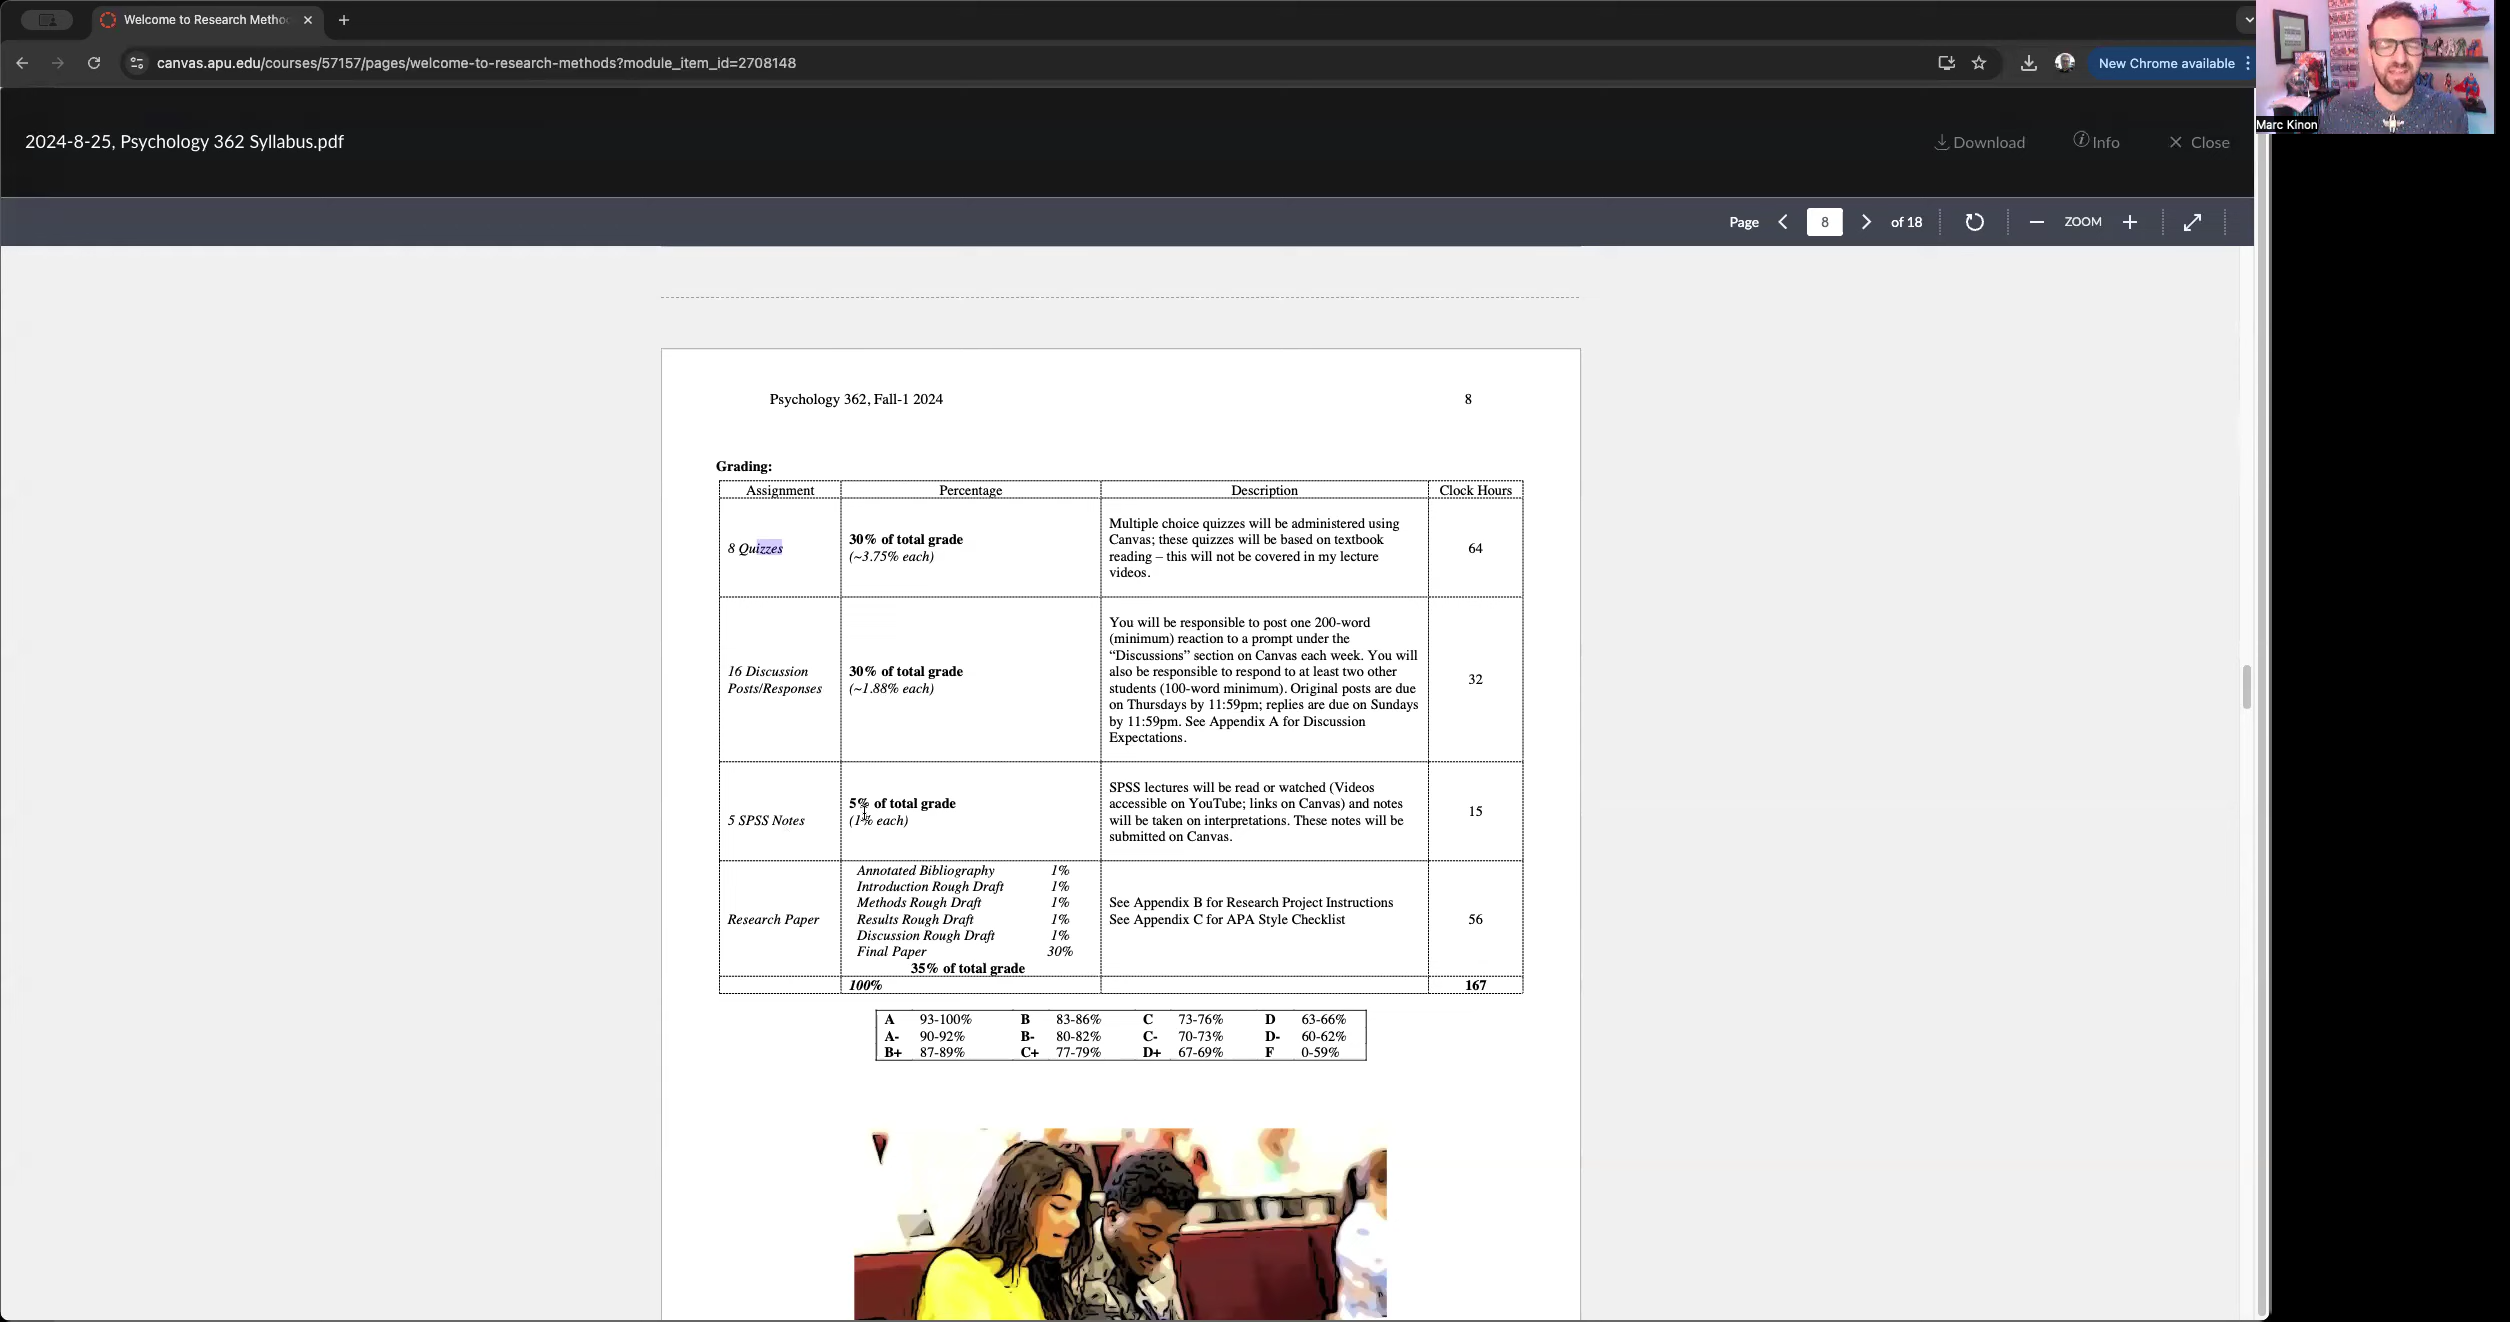 Welcome to Research Metho
canvas.apu.edu/courses/57157/pages/welcome-to-research-methods?module_item_id=2708148
New Chrome available
Marc Kinon
2024-8-25, Psychology 362 Syllabus.pdf
Download
Info
Close
Page
8
of 18
ZOOM
Psychology 362, Fall-1 2024
8
Grading:
Assignment
Percentage
Description
Clock Hours
8 Quizzes
30% of total grade
(~3.75% each)
Multiple choice quizzes will be administered using
Canvas; these quizzes will be based on textbook
reading – this will not be covered in my lecture
videos.
64
16 Discussion
Posts/Responses
30% of total grade
(~1.88% each)
You will be responsible to post one 200-word
(minimum) reaction to a prompt under the
“Discussions” section on Canvas each week. You will
also be responsible to respond to at least two other
students (100-word minimum). Original posts are due
on Thursdays by 11:59pm; replies are due on Sundays
by 11:59pm. See Appendix A for Discussion
Expectations.
32
5 SPSS Notes
5% of total grade
(1% each)
SPSS lectures will be read or watched (Videos
accessible on YouTube; links on Canvas) and notes
will be taken on interpretations. These notes will be
submitted on Canvas.
15
Research Paper
Annotated Bibliography 1%
Introduction Rough Draft 1%
Methods Rough Draft 1%
Results Rough Draft 1%
Discussion Rough Draft 1%
Final Paper 30%
35% of total grade
See Appendix B for Research Project Instructions
See Appendix C for APA Style Checklist
56
100%
167
A 93-100% B 83-86% C 73-76% D 63-66%
A- 90-92% B- 80-82% C- 70-73% D- 60-62%
B+ 87-89% C+ 77-79% D+ 67-69% F 0-59%